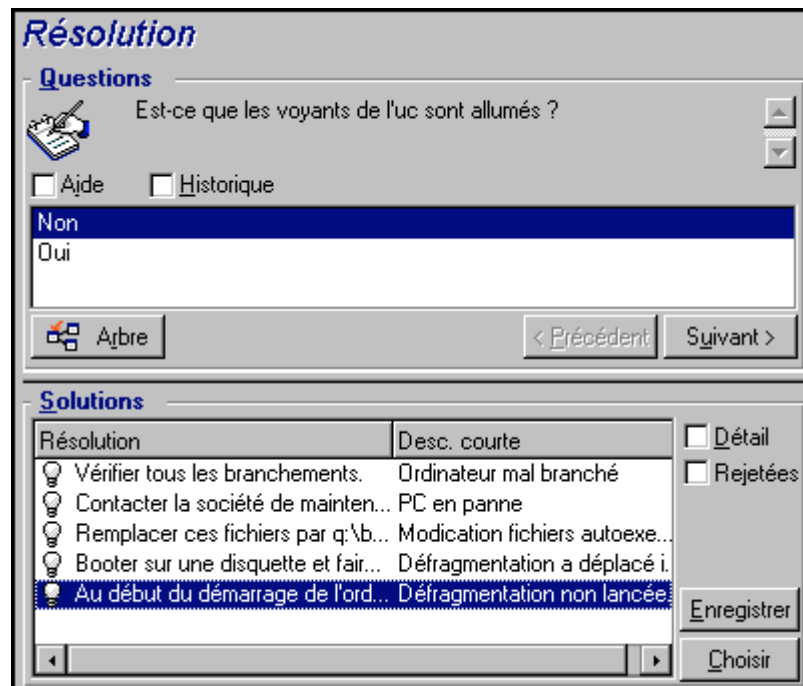 Résolution
Questions
Est-ce que les voyants de l'uc sont allumés ?
Aide Historique
Non
Oui
Arbre < Précédent Suivant >
Solutions
Résolution Desc. courte Détail
Vérifier tous les branchements. Ordinateur mal branché Rejetées
Contacter la société de mainten... PC en panne
Remplacer ces fichiers par q:\b... Modication fichiers autoexe...
Booter sur une disquette et fair... Défragmentation a déplacé i.
Au début du démarrage de l'ord... Défragmentation non lancée.
Enregistrer
Choisir